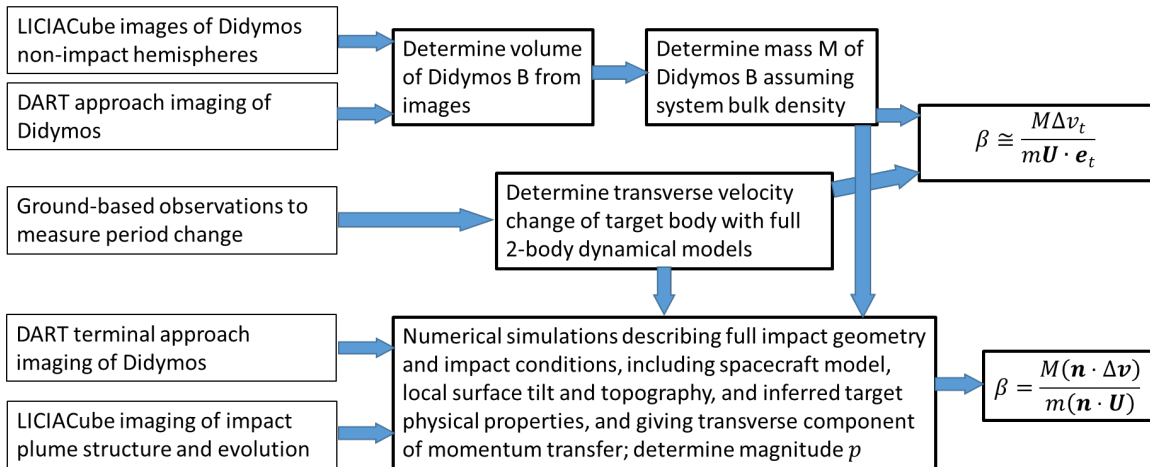 LICIACube images of Didymos
non-impact hemispheres
DART approach imaging of
Didymos
Determine volume
of Didymos B from
images
Determine mass M of
Didymos B assuming
system bulk density
β ≅ MΔv_t / mU · e_t
Ground-based observations to
measure period change
Determine transverse velocity
change of target body with full
2-body dynamical models
DART terminal approach
imaging of Didymos
LICIACube imaging of impact
plume structure and evolution
Numerical simulations describing full impact geometry
and impact conditions, including spacecraft model,
local surface tilt and topography, and inferred target
physical properties, and giving transverse component
of momentum transfer; determine magnitude p
β = M(n · Δv) / m(n · U)